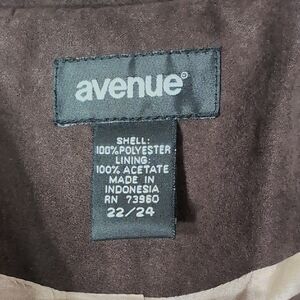 avenue®
SHELL:
100%POLYESTER
LINING:
100% ACETATE
MADE IN
INDONESIA
RN 73960
22/24